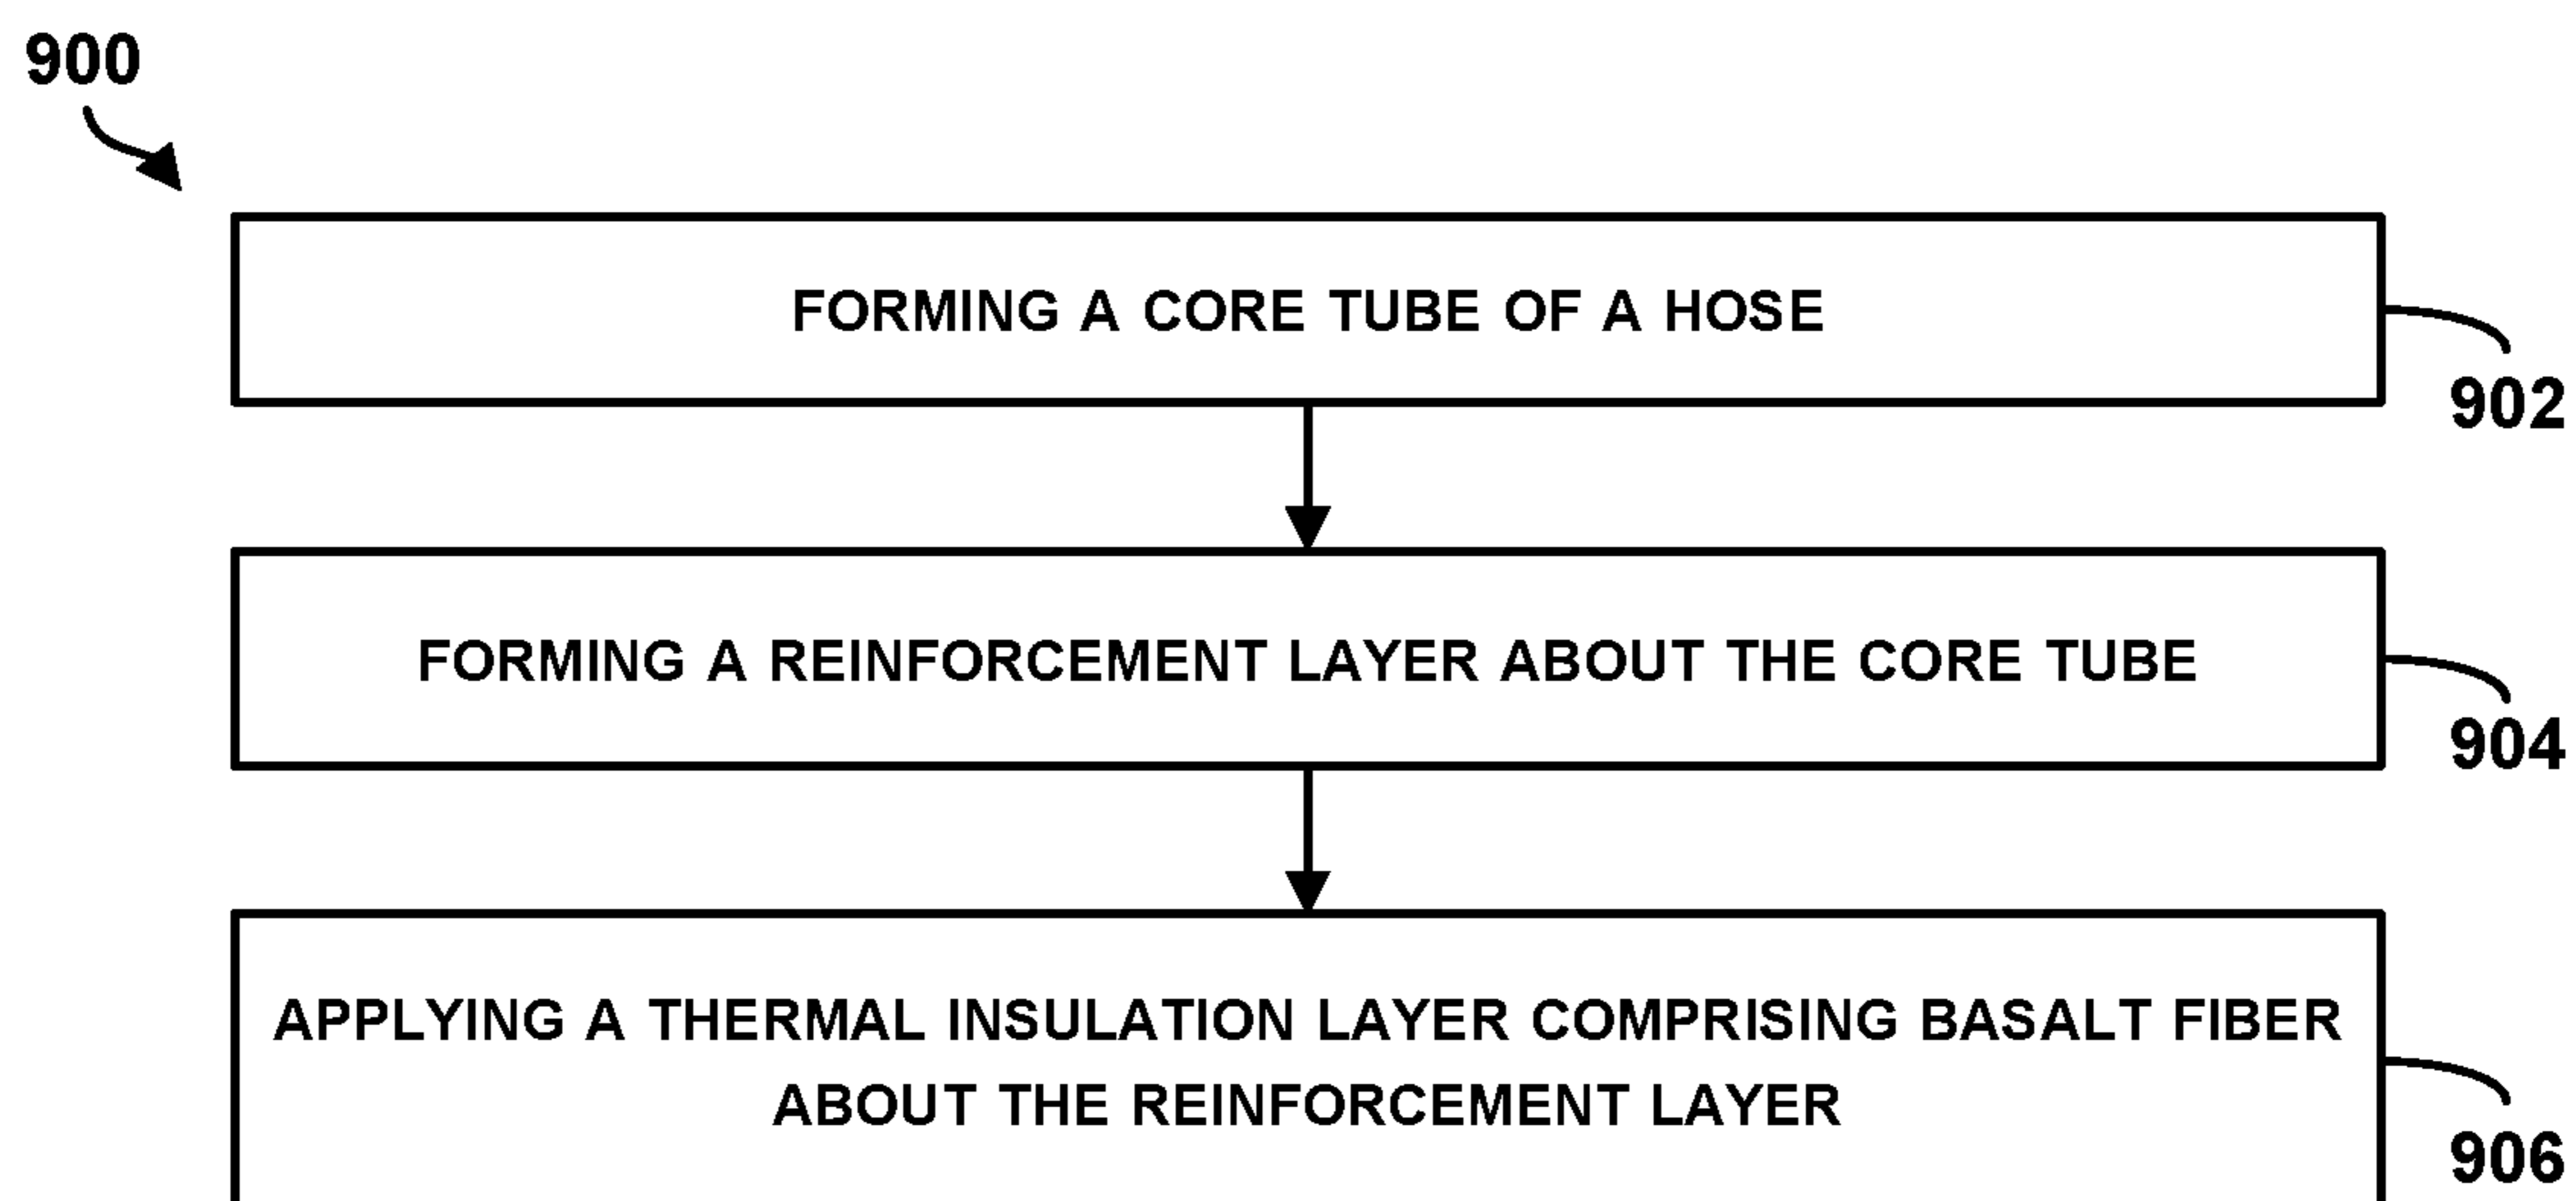 900
FORMING A CORE TUBE OF A HOSE
902
FORMING A REINFORCEMENT LAYER ABOUT THE CORE TUBE
904
APPLYING A THERMAL INSULATION LAYER COMPRISING BASALT FIBER
ABOUT THE REINFORCEMENT LAYER
906